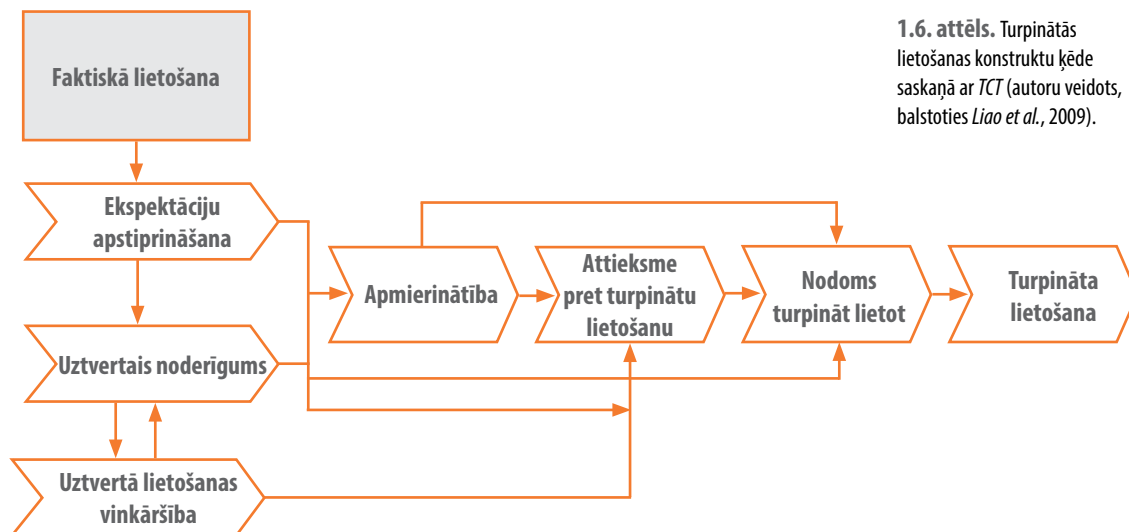 1.6. attēls. Turpinātās
lietošanas konstruktu ķēde
saskaņā ar TCT (autoru veidots,
balstoties Liao et al., 2009).
Faktiskā lietošana
Ekspektāciju
apstiprināšana
Uztvertais noderīgums
Uztvertā lietošanas
vinkāršība
Apmierinātība
Attieksme
pret turpinātu
lietošanu
Nodoms
turpināt lietot
Turpināta
lietošana